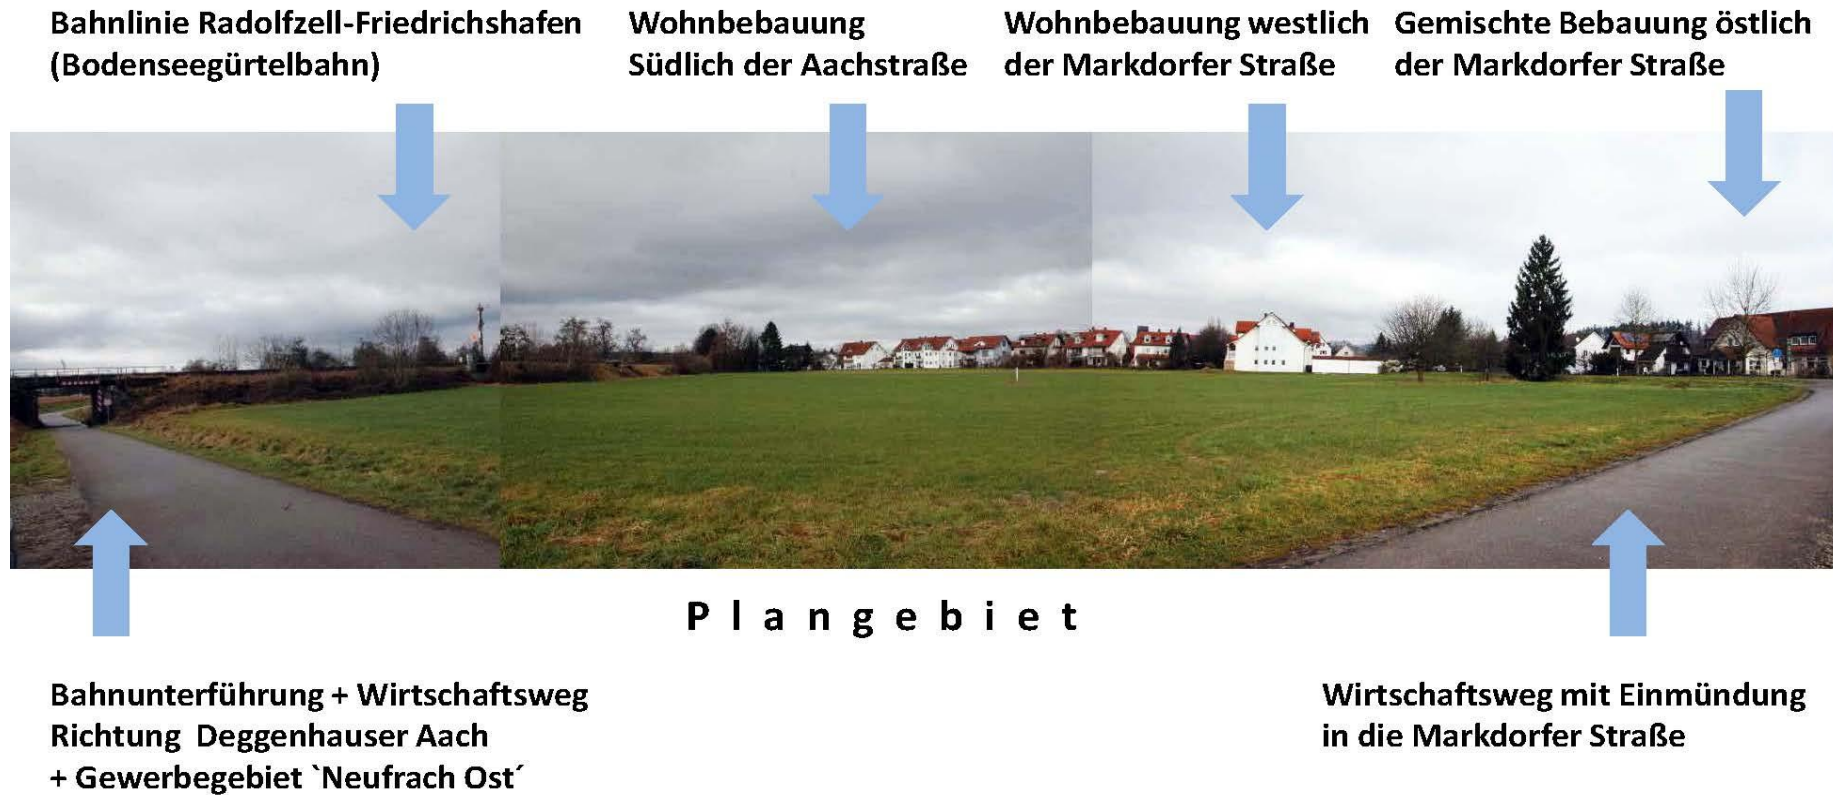 Bahnlinie Radolfzell-Friedrichshafen
(Bodenseegürtelbahn)
Wohnbebauung
Südlich der Aachstraße
Wohnbebauung westlich
der Markdorfer Straße
Gemischte Bebauung östlich
der Markdorfer Straße
Plangebiet
Bahnunterführung + Wirtschaftsweg
Richtung Deggenhauser Aach
+ Gewerbegebiet `Neufrach Ost´
Wirtschaftsweg mit Einmündung
in die Markdorfer Straße